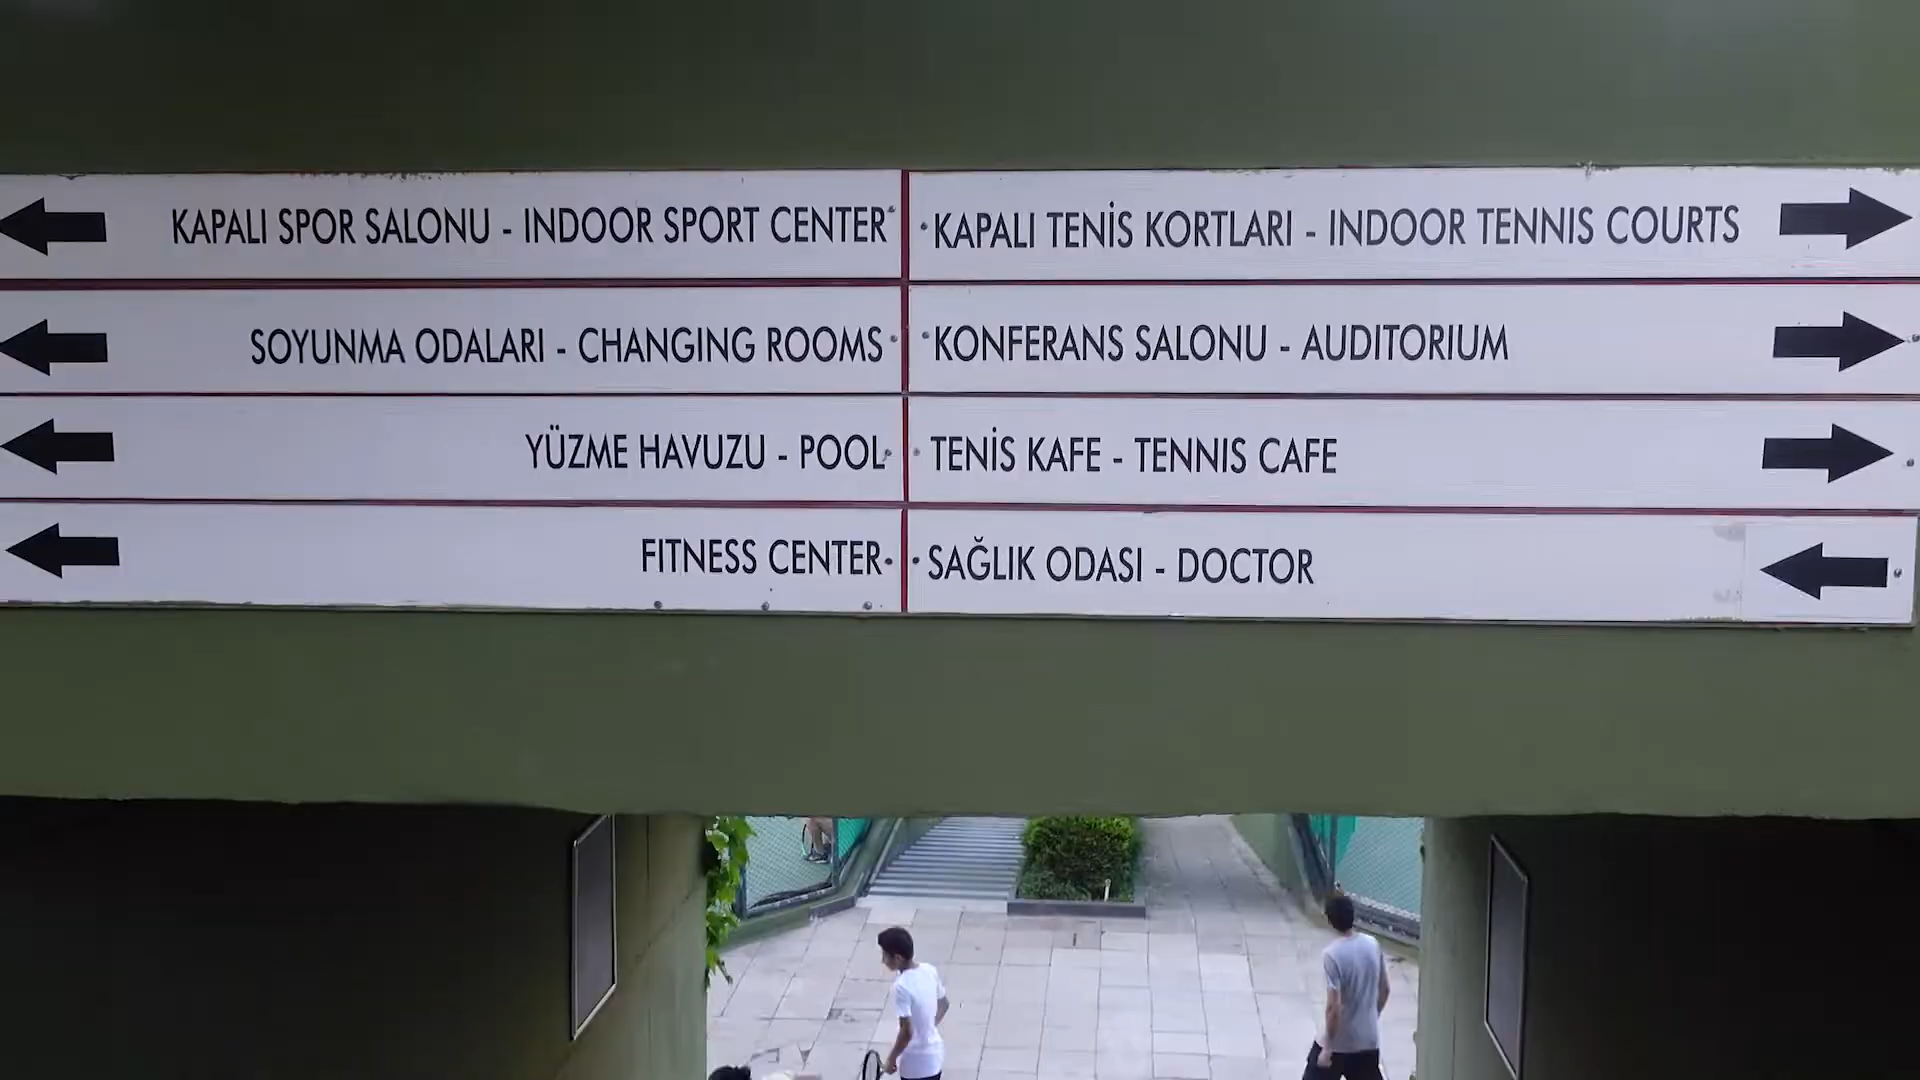 KAPALI SPOR SALONU - INDOOR SPORT CENTER
SOYUNMA ODALARI - CHANGING ROOMS
YÜZME HAVUZU - POOL
FITNESS CENTER
KAPALI TENİS KORTLARI - INDOOR TENNIS COURTS
KONFERANS SALONU - AUDITORIUM
TENİS KAFE - TENNIS CAFE
SAĞLIK ODASI - DOCTOR